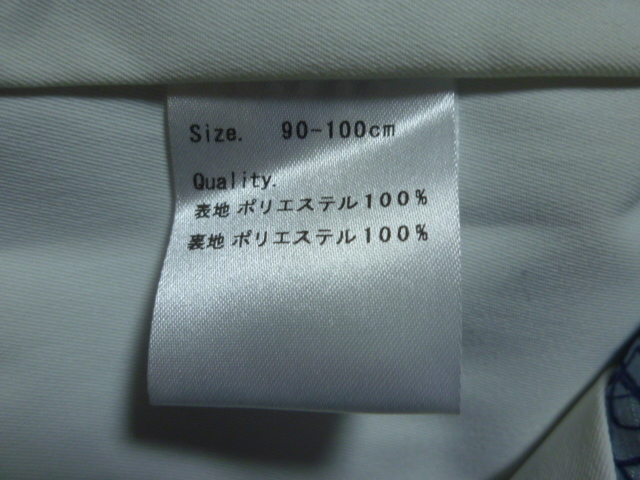 Size. 90-100cm
Quality.
表地 ポリエステル100%
裏地 ポリエステル100%